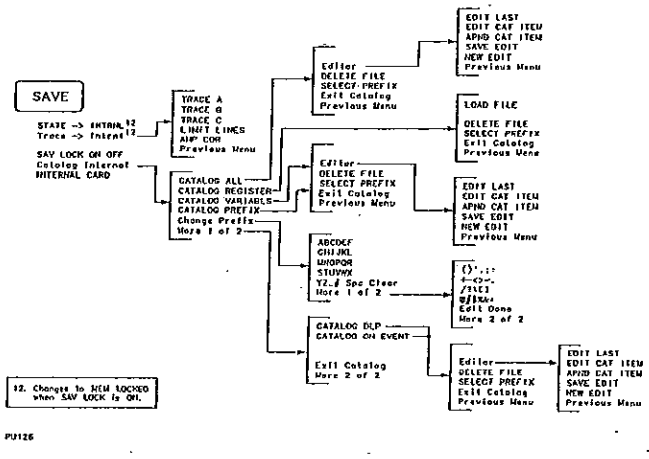 SAVE
STATE -> INTRNL 12
Trace -> Intent 12
SAV LOCK ON OFF
Catalog Internal
INTERNAL CARD
TRACE A
TRACE B
TRACE C
LIMIT LINES
AMP COR
Previous Menu
CATALOG ALL
CATALOG REGISTER
CATALOG VARIABLE
CATALOG PREFIX
Change Prefix
More 1 of 2
Editor
DELETE FILE
SELECT PREFIX
Exit Catalog
Previous Menu
EDIT LAST
EDIT CAT ITEM
APND CAT ITEM
SAVE EDIT
NEW EDIT
Previous Menu
LOAD FILE
DELETE FILE
SELECT PREFIX
Exit Catalog
Previous Menu
Editor
DELETE FILE
SELECT PREFIX
Exit Catalog
Previous Menu
EDIT LAST
EDIT CAT ITEM
APND CAT ITEM
SAVE EDIT
NEW EDIT
Previous Menu
ABCDEF
GHIJKL
MNOPQR
STUVWX
YZ_# Spc Clear
More 1 of 2
Edit Done
More 2 of 2
CATALOG DLP
CATALOG ON EVENT
Exit Catalog
More 2 of 2
Editor
DELETE FILE
SELECT PREFIX
Exit Catalog
Previous Menu
EDIT LAST
EDIT CAT ITEM
APND CAT ITEM
SAVE EDIT
NEW EDIT
Previous Menu
12. Changes to MEM LOCKED
when SAV LOCK is ON.
PU126